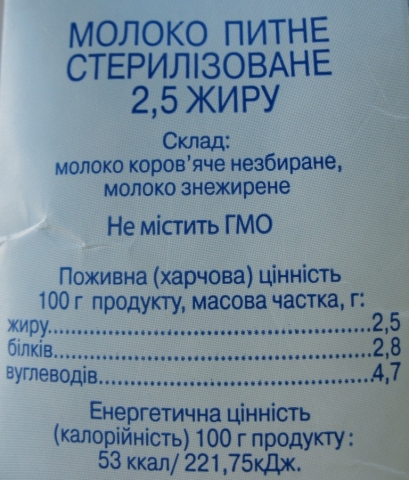 МОЛОКО ПИТНЕ
СТЕРИЛІЗОВАНЕ
2,5 ЖИРУ
Склад:
молоко коров’яче незбиране,
молоко знежирене
Не містить ГМО
Поживна (харчова) цінність
100 г продукту, масова частка, г:
жиру........................................2,5
білків........................................2,8
вуглеводів..................................4,7
Енергетична цінність
(калорійність) 100 г продукту:
53 ккал/ 221,75кДж.